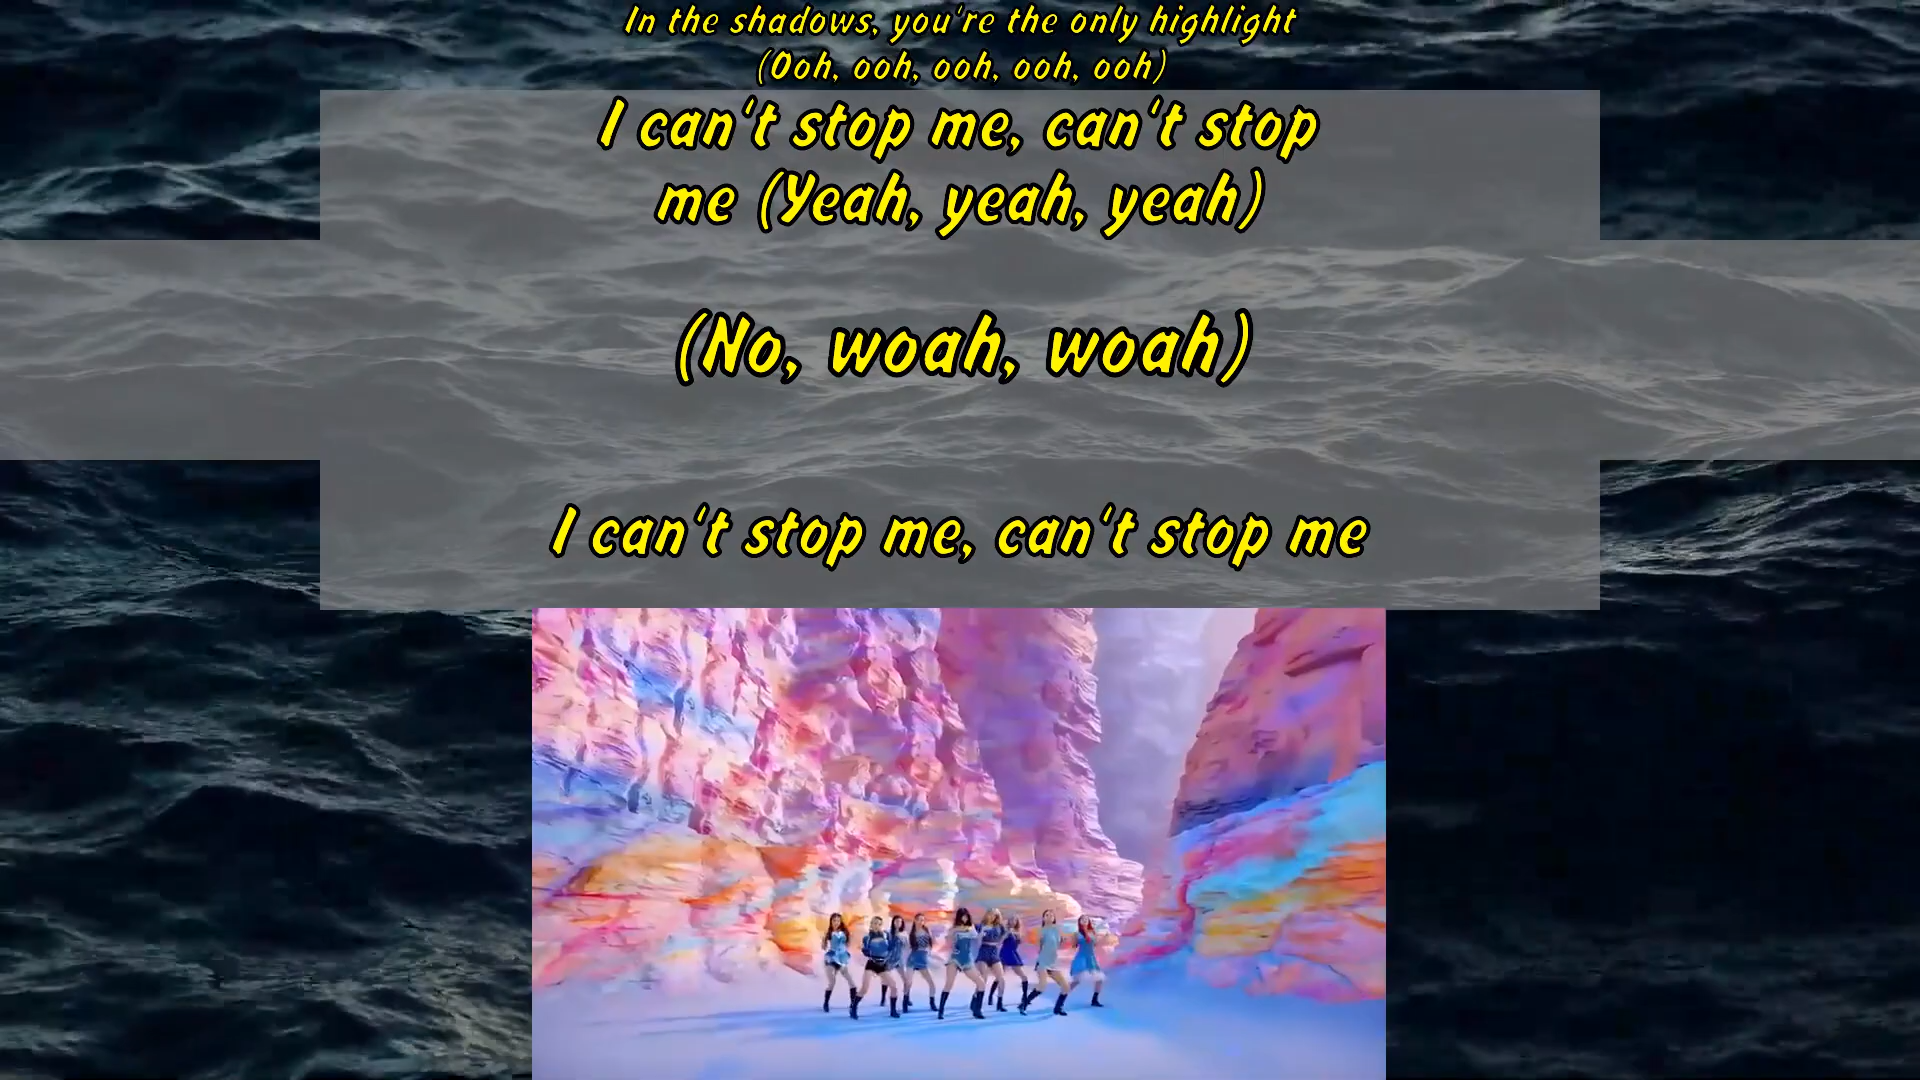 In the shadows, you're the only highlight
(Ooh, ooh, ooh, ooh, ooh)
I can't stop me, can't stop
me (Yeah, yeah, yeah)
(No, woah, woah)
I can't stop me, can't stop me